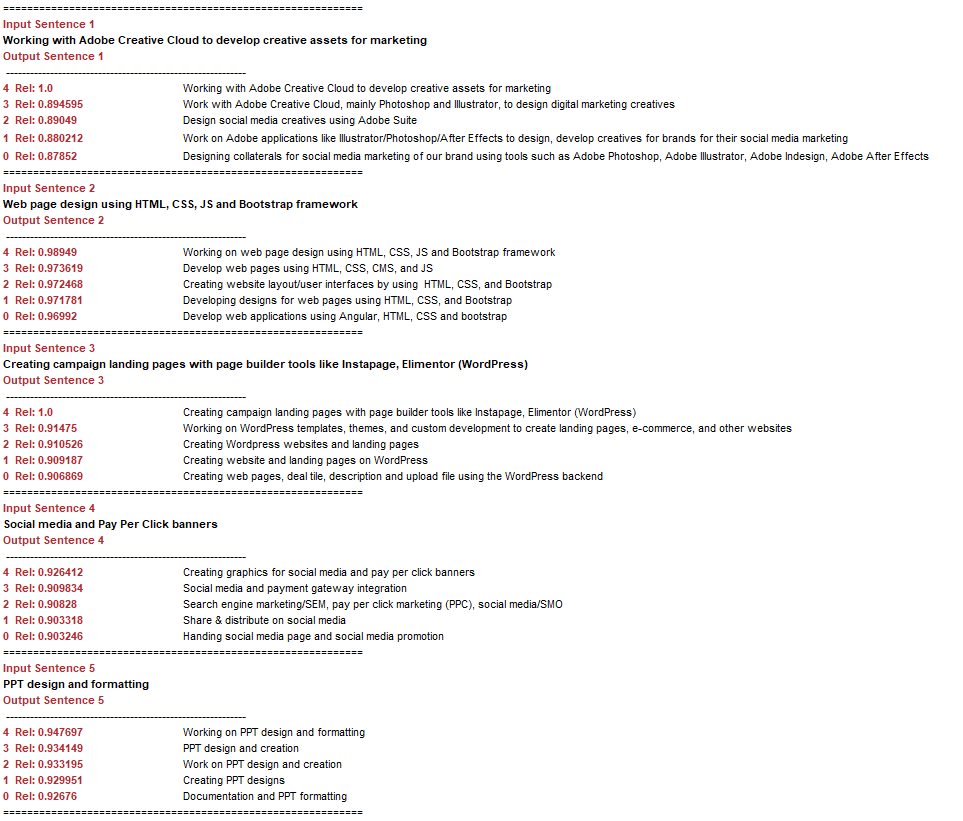 ============================================================
Input Sentence 1
Working with Adobe Creative Cloud to develop creative assets for marketing
Output Sentence 1
------------------------------------------------------------
4 Rel: 1.0 Working with Adobe Creative Cloud to develop creative assets for marketing
3 Rel: 0.894595 Work with Adobe Creative Cloud, mainly Photoshop and Illustrator, to design digital marketing creatives
2 Rel: 0.89049 Design social media creatives using Adobe Suite
1 Rel: 0.880212 Work on Adobe applications like Illustrator/Photoshop/After Effects to design, develop creatives for brands for their social media marketing
0 Rel: 0.87852 Designing collaterals for social media marketing of our brand using tools such as Adobe Photoshop, Adobe Illustrator, Adobe Indesign, Adobe After Effects
============================================================
Input Sentence 2
Web page design using HTML, CSS, JS and Bootstrap framework
Output Sentence 2
------------------------------------------------------------
4 Rel: 0.98949 Working on web page design using HTML, CSS, JS and Bootstrap framework
3 Rel: 0.973619 Develop web pages using HTML, CSS, CMS, and JS
2 Rel: 0.972468 Creating website layout/user interfaces by using HTML, CSS, and Bootstrap
1 Rel: 0.971781 Developing designs for web pages using HTML, CSS, and Bootstrap
0 Rel: 0.96992 Develop web applications using Angular, HTML, CSS and bootstrap
============================================================
Input Sentence 3
Creating campaign landing pages with page builder tools like Instapage, Elimentor (WordPress)
Output Sentence 3
------------------------------------------------------------
4 Rel: 1.0 Creating campaign landing pages with page builder tools like Instapage, Elimentor (WordPress)
3 Rel: 0.91475 Working on WordPress templates, themes, and custom development to create landing pages, e-commerce, and other websites
2 Rel: 0.910526 Creating Wordpress websites and landing pages
1 Rel: 0.909187 Creating website and landing pages on WordPress
0 Rel: 0.906869 Creating web pages, deal tile, description and upload file using the WordPress backend
============================================================
Input Sentence 4
Social media and Pay Per Click banners
Output Sentence 4
------------------------------------------------------------
4 Rel: 0.926412 Creating graphics for social media and pay per click banners
3 Rel: 0.909834 Social media and payment gateway integration
2 Rel: 0.90828 Search engine marketing/SEM, pay per click marketing (PPC), social media/SMO
1 Rel: 0.903318 Share & distribute on social media
0 Rel: 0.903246 Handing social media page and social media promotion
============================================================
Input Sentence 5
PPT design and formatting
Output Sentence 5
------------------------------------------------------------
4 Rel: 0.947697 Working on PPT design and formatting
3 Rel: 0.934149 PPT design and creation
2 Rel: 0.933195 Work on PPT design and creation
1 Rel: 0.929951 Creating PPT designs
0 Rel: 0.92676 Documentation and PPT formatting
============================================================